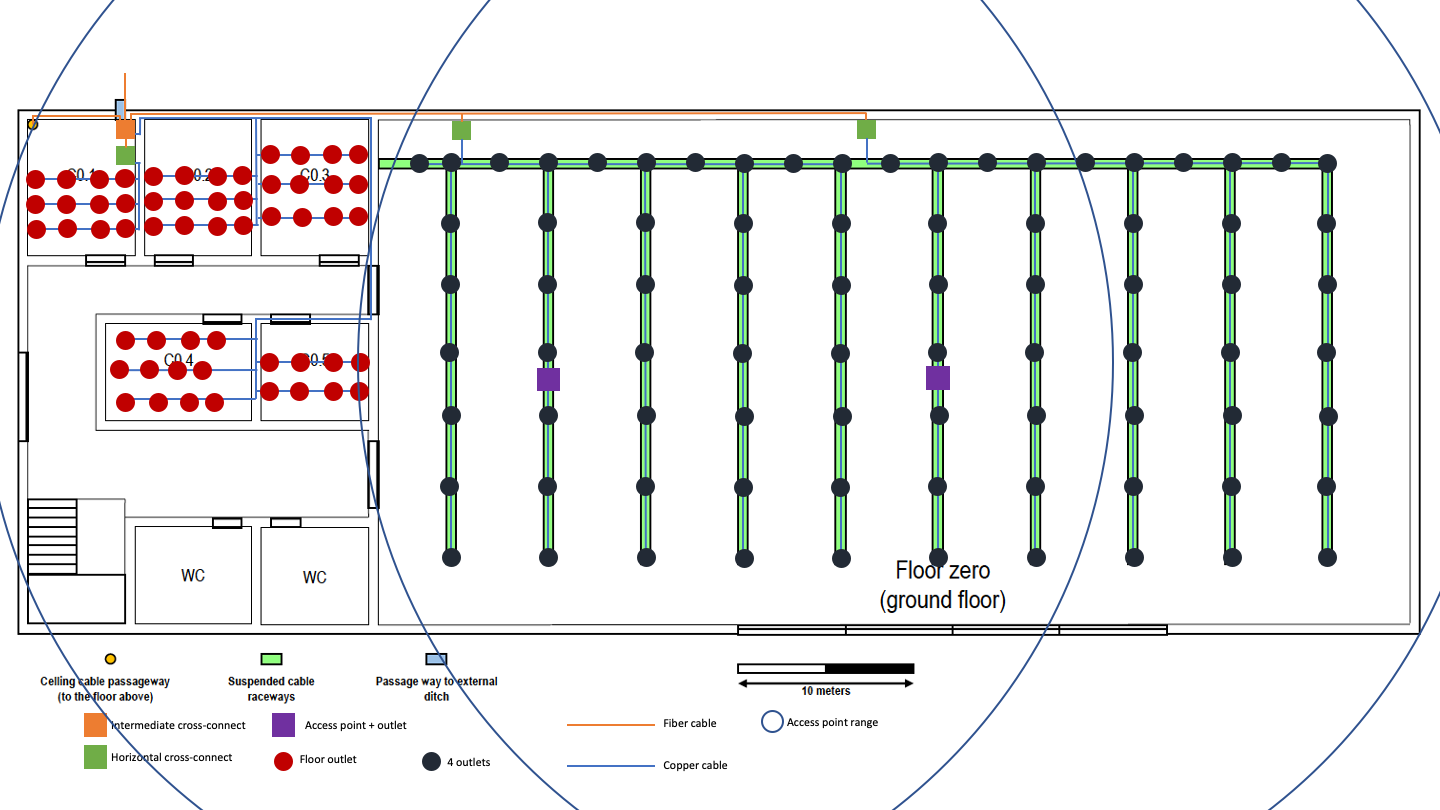 C0.1
C0.2
C0.3
C0.4
C0.5
Floor zero
(ground floor)
WC
WC
Celling cable passageway
(to the floor above)
Suspended cable
raceways
Passage way to external
ditch
10 meters
Intermediate cross-connect
Access point + outlet
Fiber cable
Access point range
Horizontal cross-connect
Floor outlet
4 outlets
Copper cable